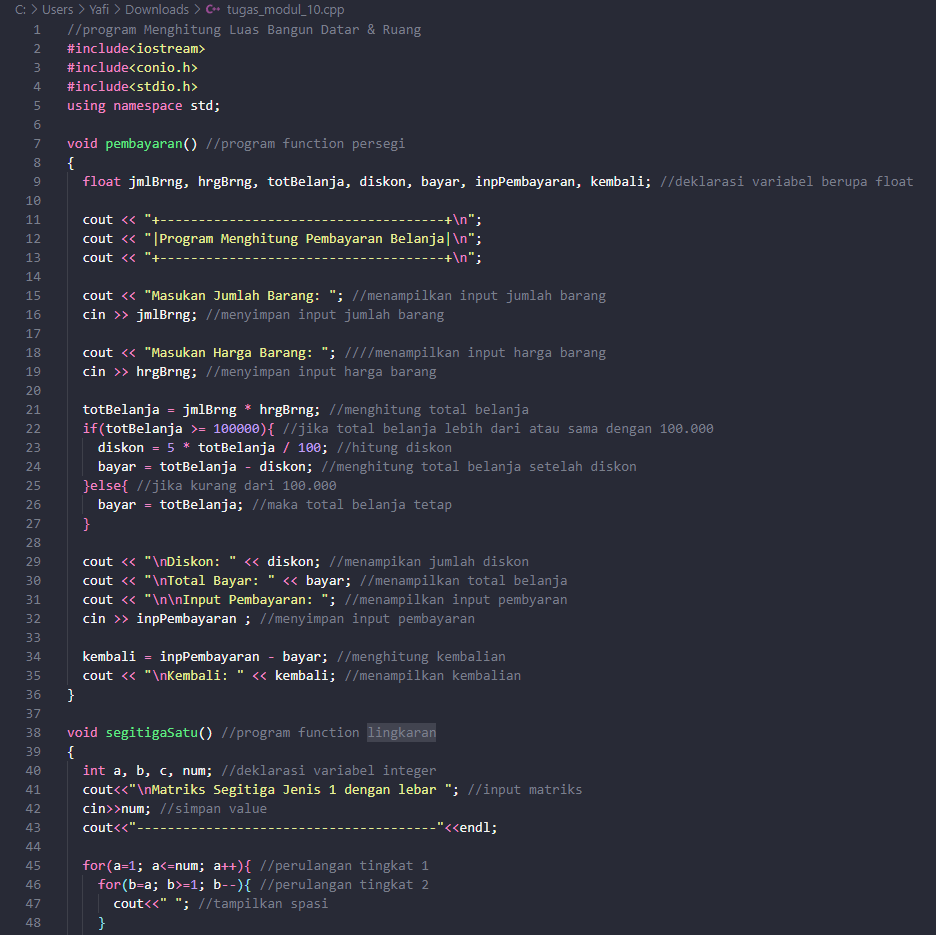 C: > Users > Yafi > Downloads > C++ tugas_modul_10.cpp
1 //program Menghitung Luas Bangun Datar & Ruang
2 #include<iostream>
3 #include<conio.h>
4 #include<stdio.h>
5 using namespace std;
6
7 void pembayaran() //program function persegi
8 {
9   float jmlBrng, hrgBrng, totBelanja, diskon, bayar, inpPembayaran, kembali; //deklarasi variabel berupa float
10
11   cout << "+-------------------------------------+\n";
12   cout << "|Program Menghitung Pembayaran Belanja|\n";
13   cout << "+-------------------------------------+\n";
14
15   cout << "Masukan Jumlah Barang: "; //menampilkan input jumlah barang
16   cin >> jmlBrng; //menyimpan input jumlah barang
17
18   cout << "Masukan Harga Barang: "; ////menampilkan input harga barang
19   cin >> hrgBrng; //menyimpan input harga barang
20
21   totBelanja = jmlBrng * hrgBrng; //menghitung total belanja
22   if(totBelanja >= 100000){ //jika total belanja lebih dari atau sama dengan 100.000
23     diskon = 5 * totBelanja / 100; //hitung diskon
24     bayar = totBelanja - diskon; //menghitung total belanja setelah diskon
25   }else{ //jika kurang dari 100.000
26     bayar = totBelanja; //maka total belanja tetap
27   }
28
29   cout << "\nDiskon: " << diskon; //menampikan jumlah diskon
30   cout << "\nTotal Bayar: " << bayar; //menampilkan total belanja
31   cout << "\n\nInput Pembayaran: "; //menampilkan input pembyaran
32   cin >> inpPembayaran ; //menyimpan input pembayaran
33
34   kembali = inpPembayaran - bayar; //menghitung kembalian
35   cout << "\nKembali: " << kembali; //menampilkan kembalian
36 }
37
38 void segitigaSatu() //program function lingkaran
39 {
40   int a, b, c, num; //deklarasi variabel integer
41   cout<<"\nMatriks Segitiga Jenis 1 dengan lebar "; //input matriks
42   cin>>num; //simpan value
43   cout<<"---------------------------------------"<<endl;
44
45   for(a=1; a<=num; a++){ //perulangan tingkat 1
46     for(b=a; b>=1; b--){ //perulangan tingkat 2
47       cout<<" "; //tampilkan spasi
48     }